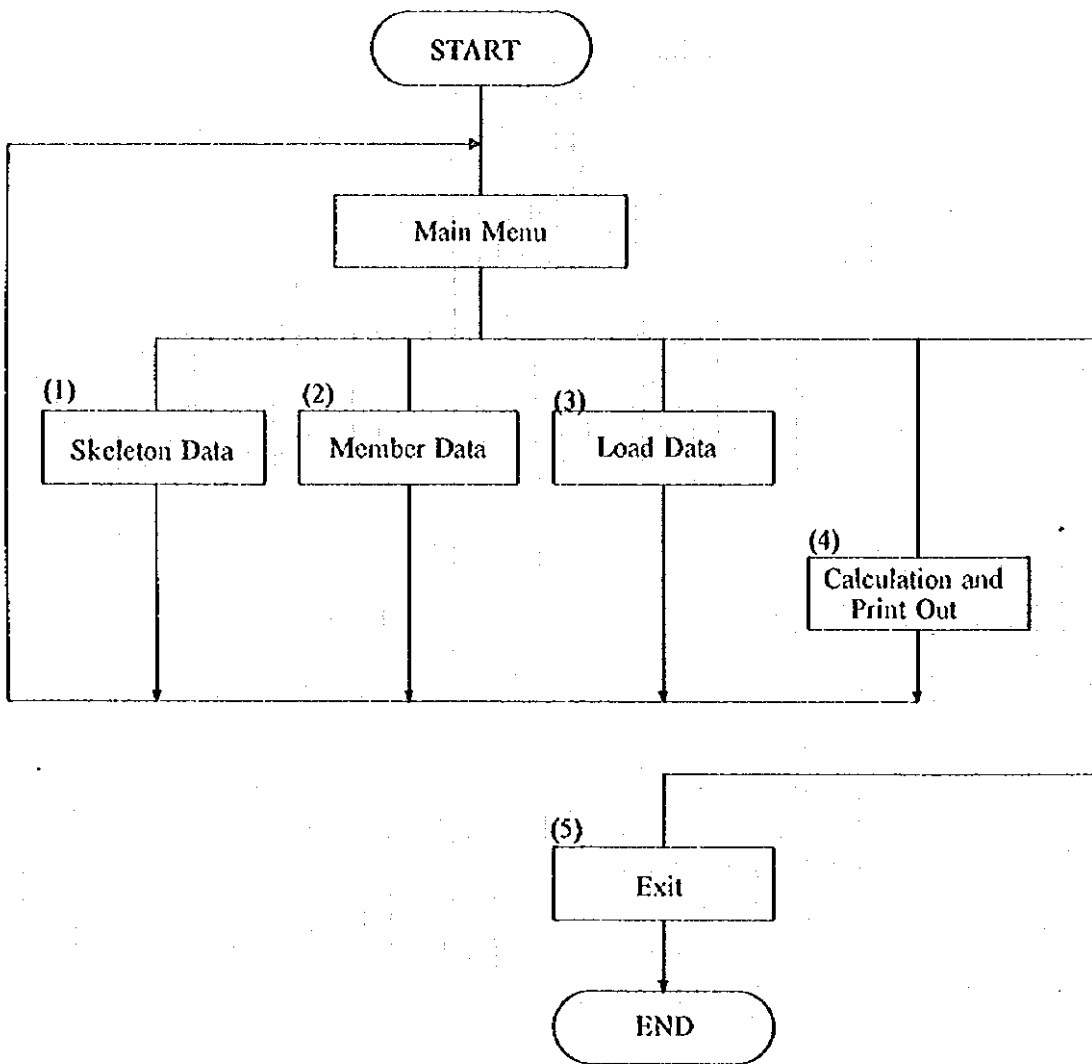 START
Main Menu
(1)
Skeleton Data
(2)
Member Data
(3)
Load Data
(4)
Calculation and
Print Out
(5)
Exit
END